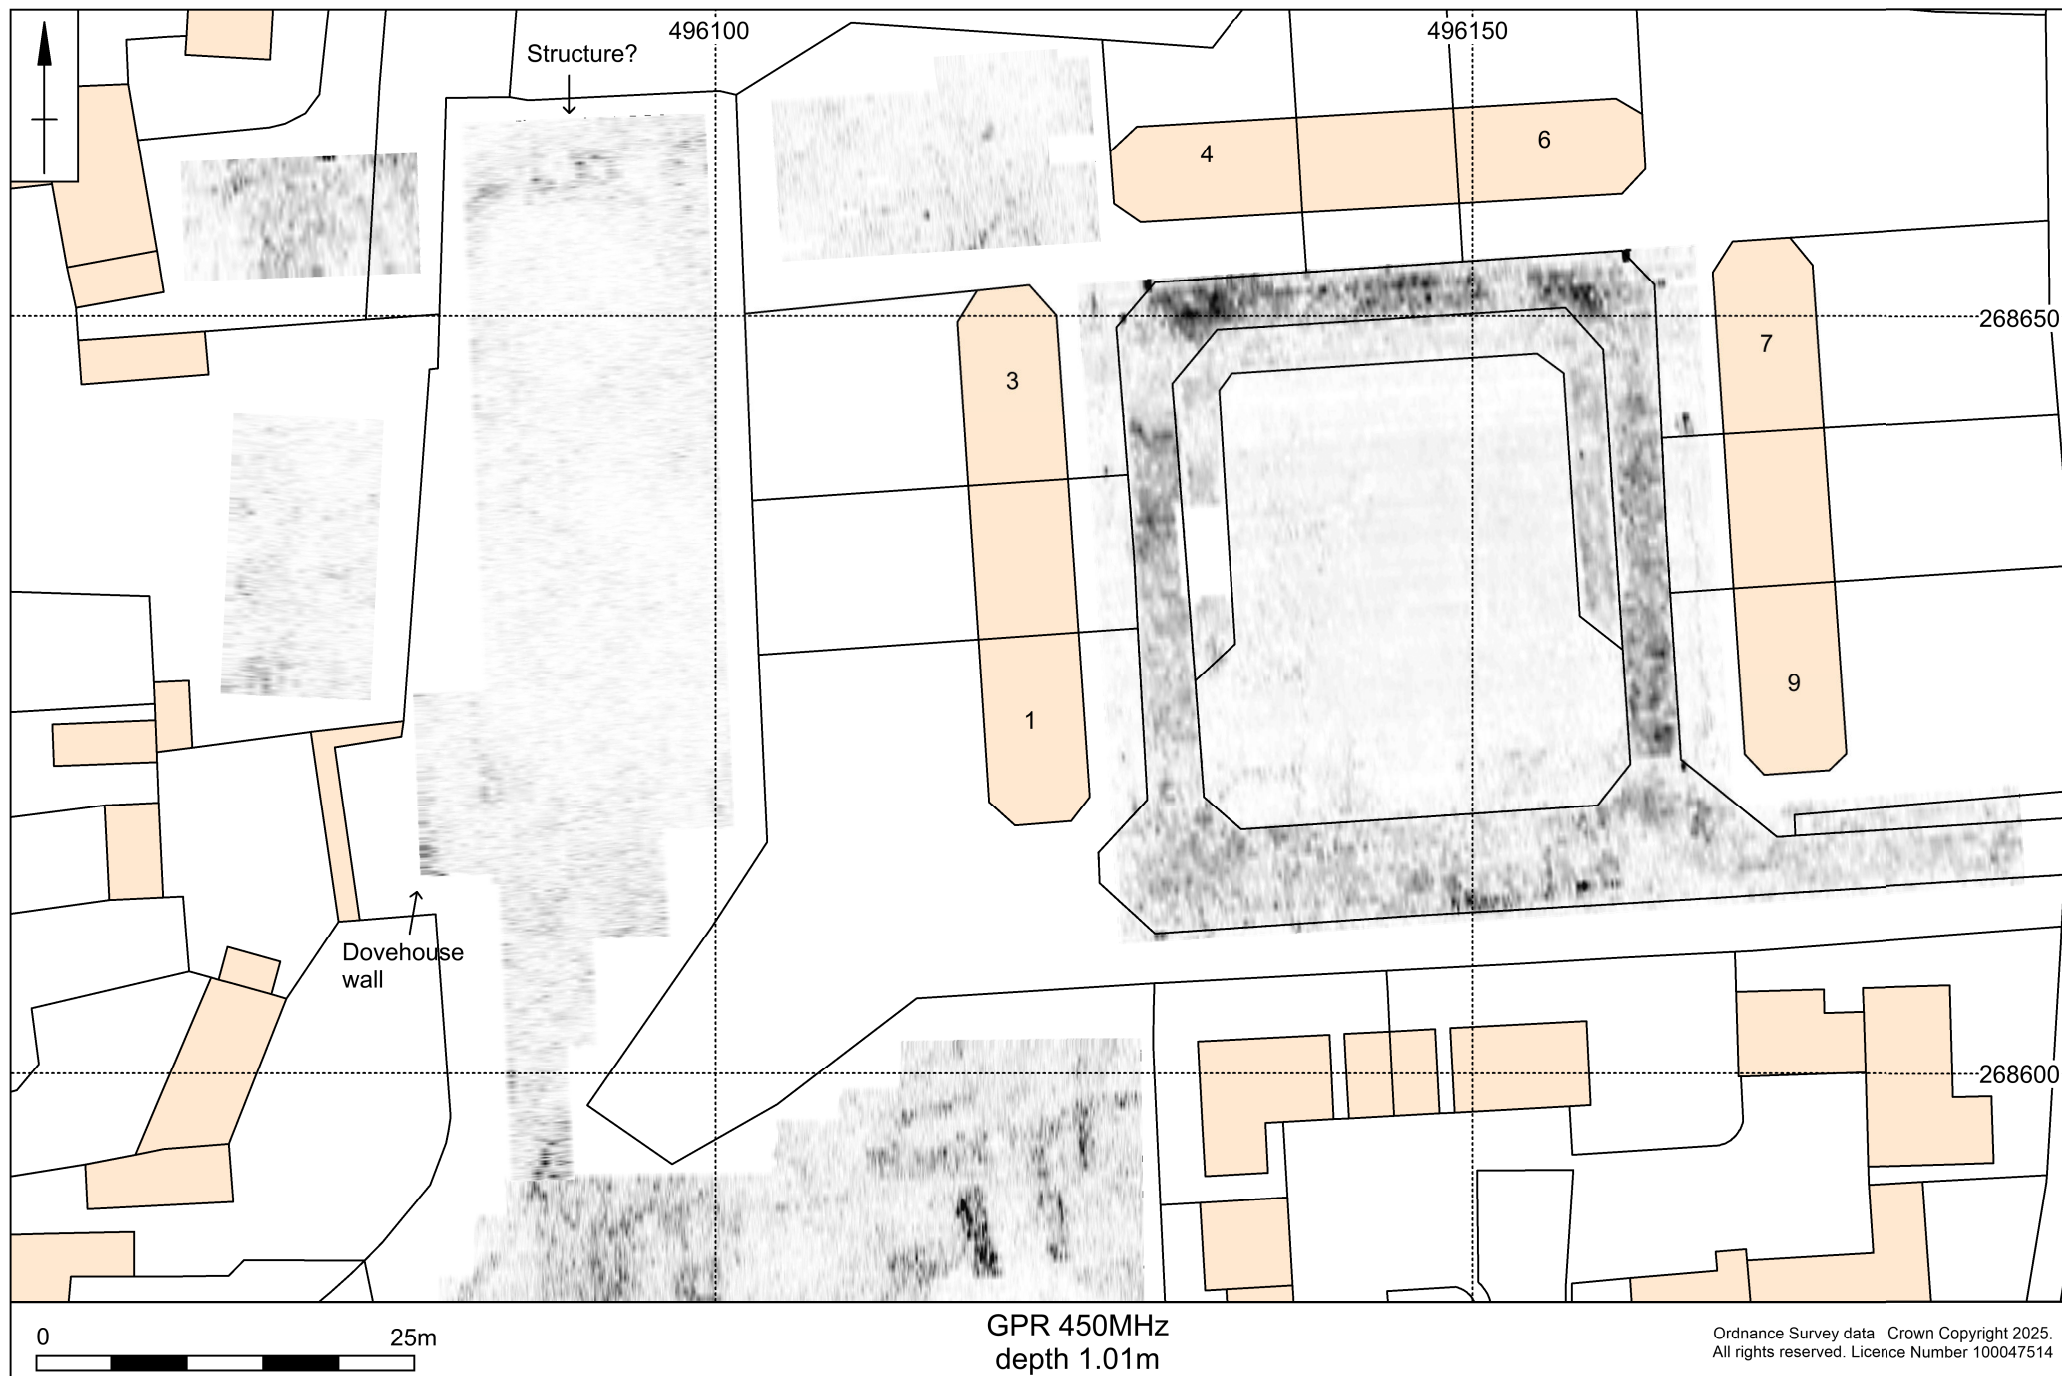 496100
496150
Structure?
4
6
268650
7
3
9
1
Dovehouse
wall
268600
0
25m
GPR 450MHz
depth 1.01m
Ordnance Survey data Crown Copyright 2025.
All rights reserved. Licence Number 100047514